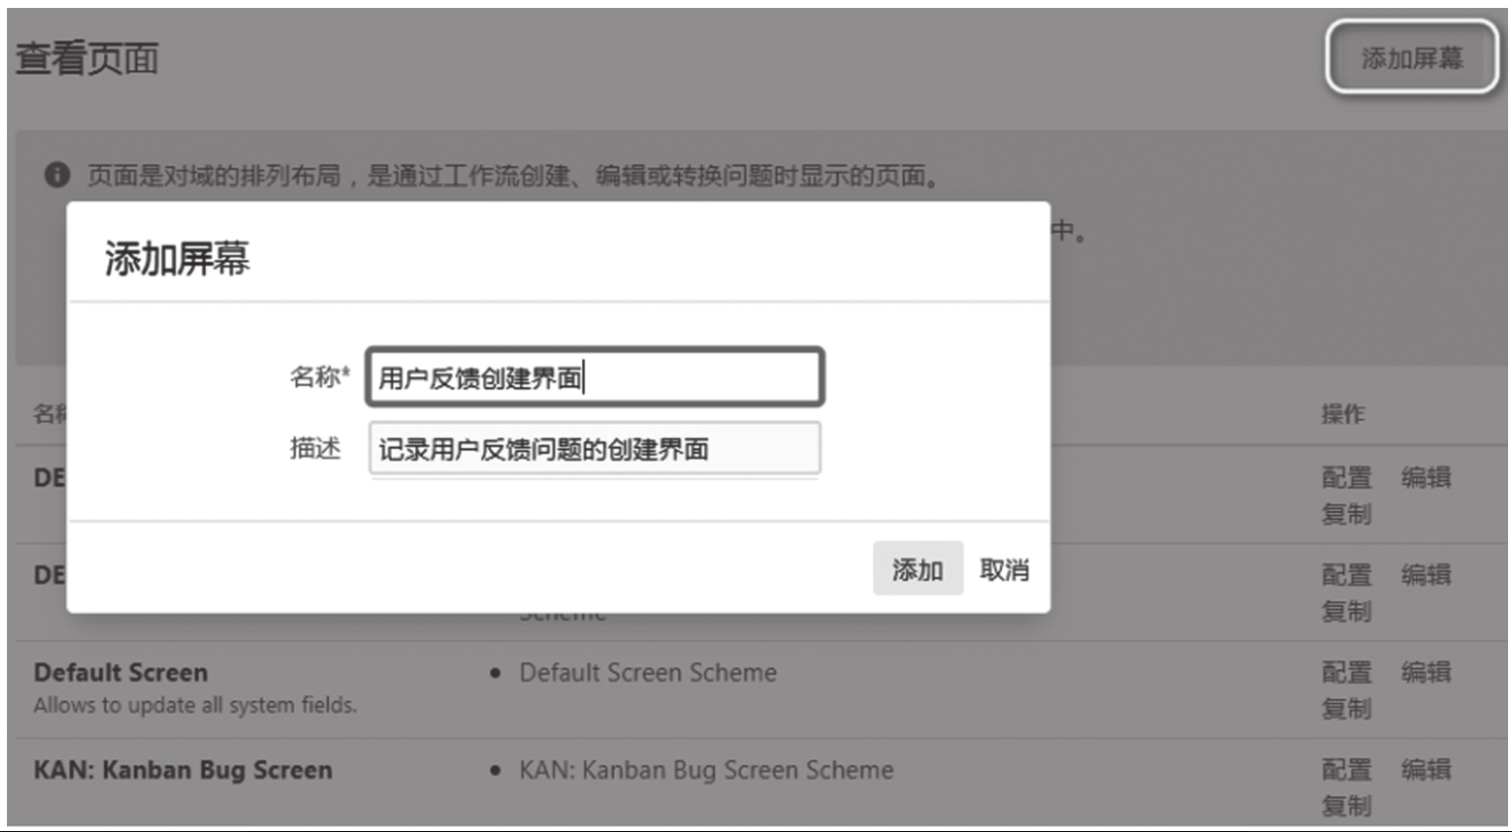 查看页面
添加屏幕
页面是对域的排列布局，是通过工作流创建、编辑或转换问题时显示的页面。
中。
添加屏幕
名称* 用户反馈创建界面
描述 记录用户反馈问题的创建界面
添加 取消
名称 操作
DE 配置 编辑
复制
DE 配置 编辑
Scheme 复制
Default Screen • Default Screen Scheme 配置 编辑
Allows to update all system fields. 复制
KAN: Kanban Bug Screen • KAN: Kanban Bug Screen Scheme 配置 编辑
复制